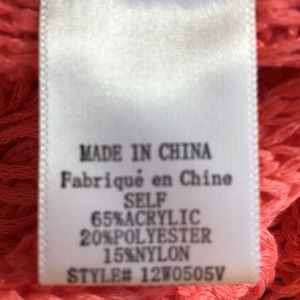 MADE IN CHINA
Fabriqué en Chine
SELF
65%ACRYLIC
20%POLYESTER
15%NYLON
STYLE# 12W0505V